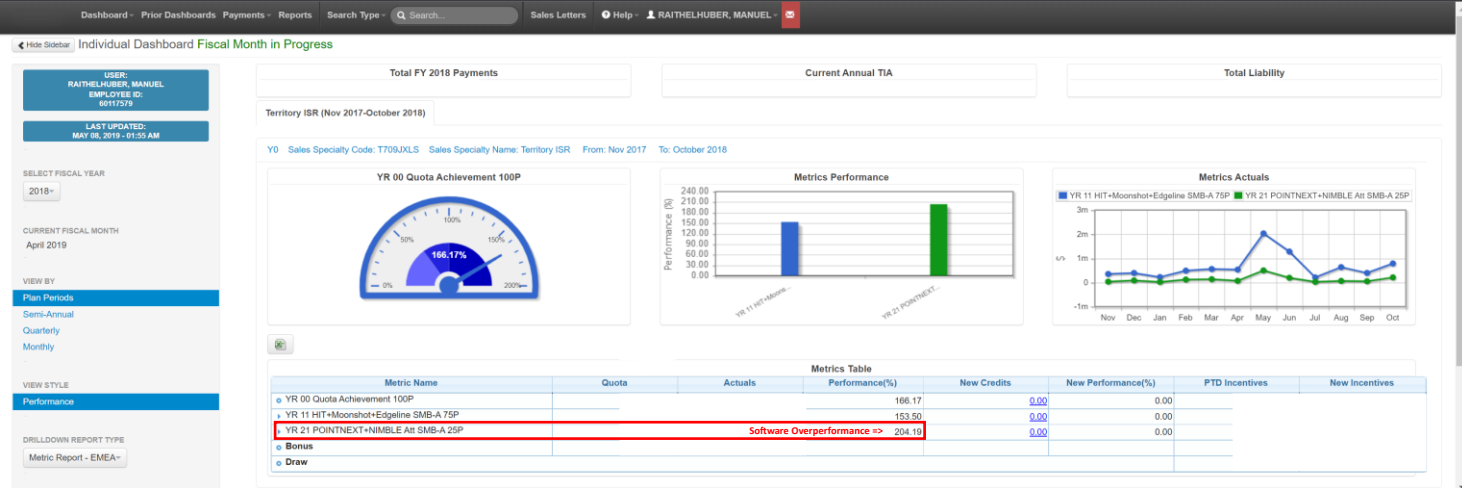 Dashboard Prior Dashboards Payments Reports Search Type Search... Sales Letters Help RAITHELHUBER, MANUEL
Hide Sidebar Individual Dashboard Fiscal Month in Progress
USER:
RAITHELHUBER, MANUEL
EMPLOYEE ID:
60117579
LAST UPDATED:
MAY 08, 2019 - 01:55 AM
SELECT FISCAL YEAR
2018
CURRENT FISCAL MONTH
April 2019
VIEW BY
Plan Periods
Semi-Annual
Quarterly
Monthly
VIEW STYLE
Performance
DRILLDOWN REPORT TYPE
Metric Report - EMEA
Total FY 2018 Payments
Current Annual TIA
Total Liability
Territory ISR (Nov 2017-October 2018)
Y0 Sales Specialty Code: T709JXLS Sales Specialty Name: Territory ISR From: Nov 2017 To: October 2018
YR 00 Quota Achievement 100P
0%
50%
100%
150%
200%
166.17%
Metrics Performance
Performance (%)
240.00
210.00
180.00
150.00
120.00
90.00
60.00
30.00
0.00
YR 11 HIT+Moons...
YR 21 POINTNEXT...
Metrics Actuals
YR 11 HIT+Moonshot+Edgeline SMB-A 75P YR 21 POINTNEXT+NIMBLE Att SMB-A 25P
$
3m
2m
1m
0
-1m
Nov Dec Jan Feb Mar Apr May Jun Jul Aug Sep Oct
Metrics Table
Metric Name Quota Actuals Performance(%) New Credits New Performance(%) PTD Incentives New Incentives
YR 00 Quota Achievement 100P 166.17 0.00 0.00
YR 11 HIT+Moonshot+Edgeline SMB-A 75P 153.50 0.00 0.00
YR 21 POINTNEXT+NIMBLE Att SMB-A 25P Software Overperformance => 204.19 0.00 0.00
Bonus
Draw